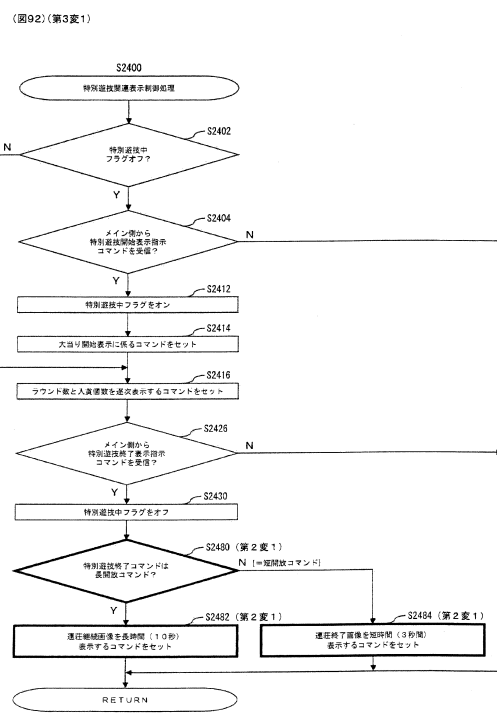 (図92)(第3変1)
S2400
特別遊技関連表示制御処理
S2402
N
特別遊技中
フラグオフ?
Y
S2404
メイン側から
特別遊技開始表示指示
コマンドを受信?
N
Y
S2412
特別遊技中フラグをオン
S2414
大当り開始表示に係るコマンドをセット
S2416
ラウンド数と入賞個数を逐次表示するコマンドをセット
S2426
メイン側から
特別遊技終了表示指示
コマンドを受信?
N
Y
S2430
特別遊技中フラグをオフ
S2480(第2変1)
特別遊技終了コマンドは
長開放コマンド?
N(=短開放コマンド)
Y
S2482(第2変1)
連荘継続画像を長時間(10秒)
表示するコマンドをセット
S2484(第2変1)
連荘終了画像を短時間(3秒間)
表示するコマンドをセット
RETURN